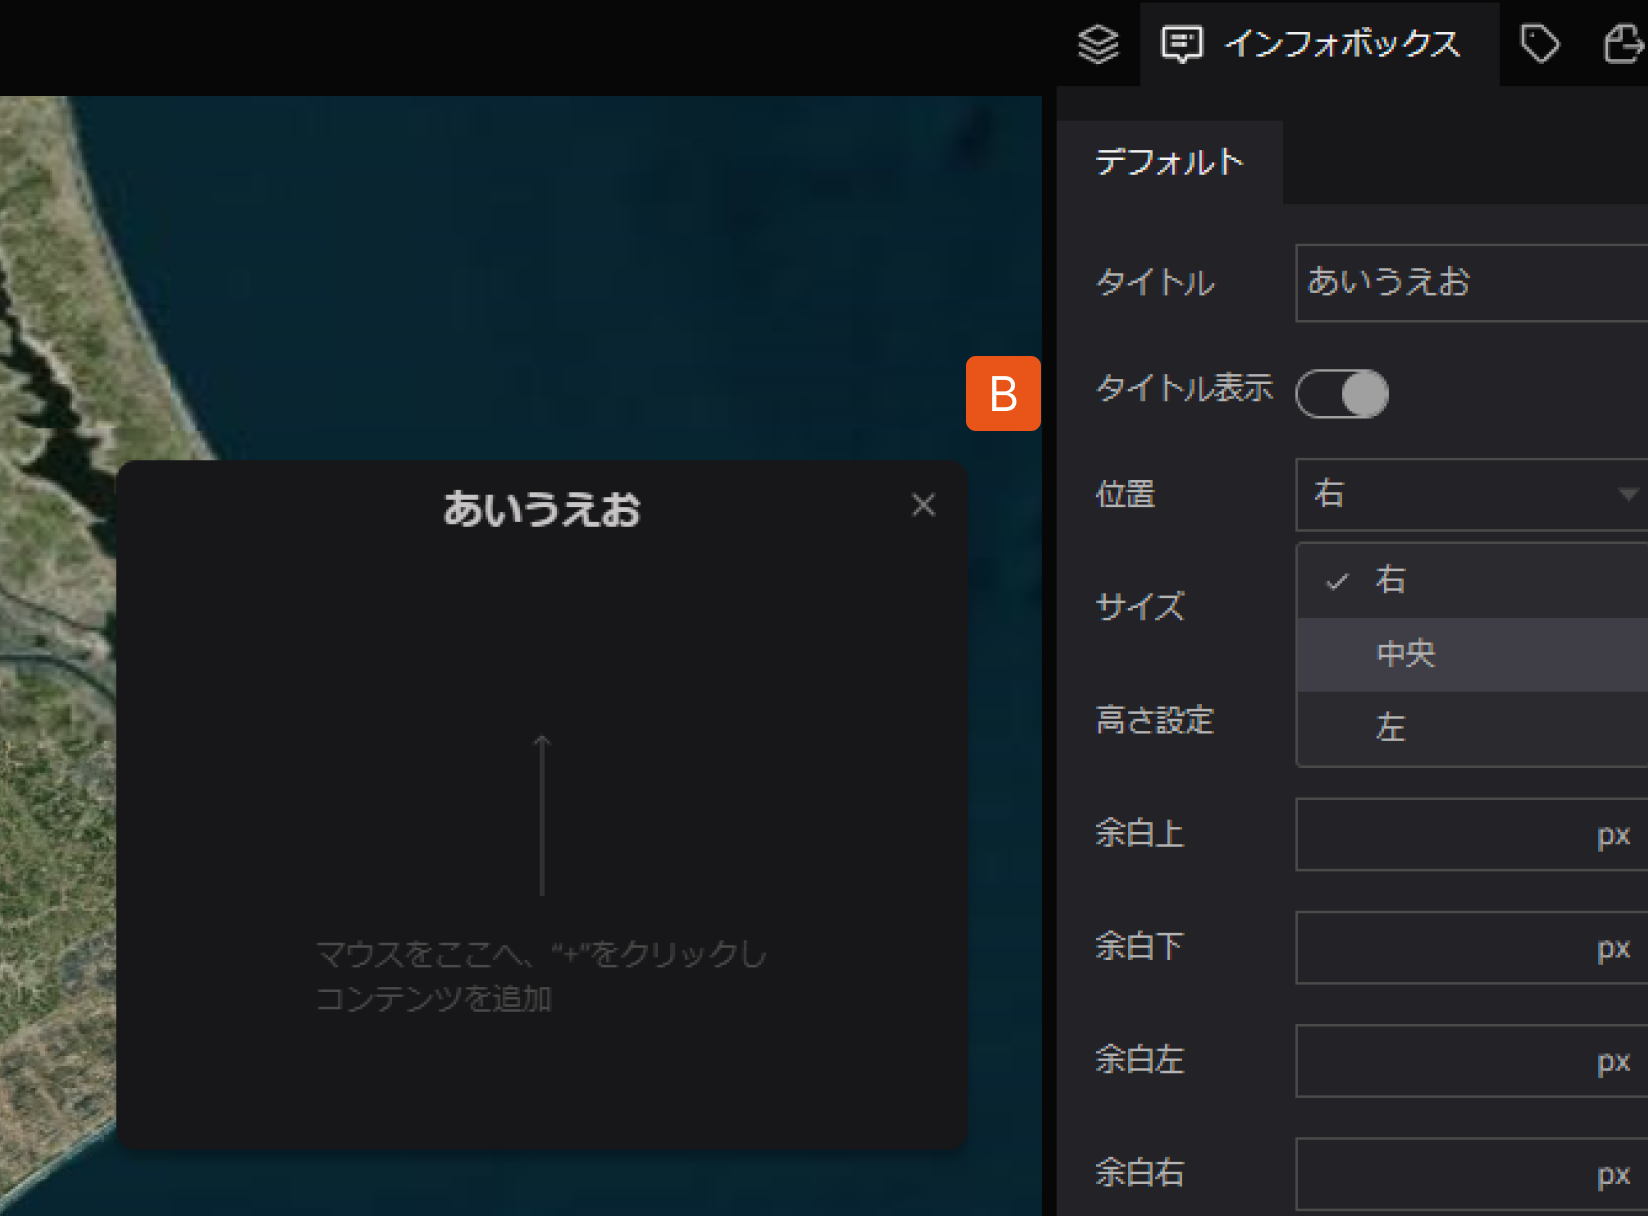 インフォボックス
デフォルト
タイトル
あいうえお
B
タイトル表示
位置
右
あいうえお
右
サイズ
中央
高さ設定
左
余白上
px
マウスをここへ、“+”をクリックし
コンテンツを追加
余白下
px
余白左
px
余白右
px